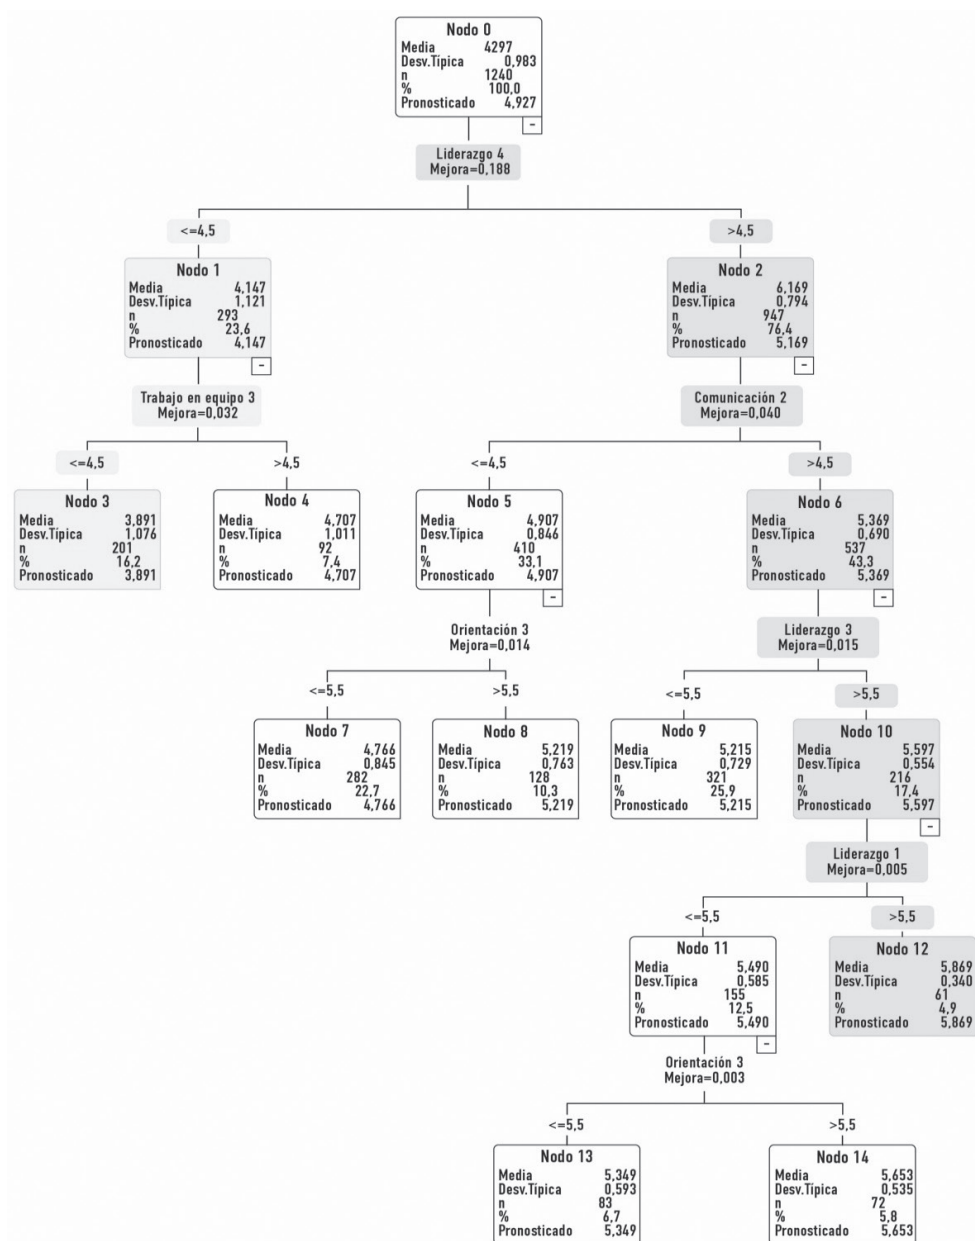 Nodo 0
Media 4297
Desv.Típica 0,983
n 1240
% 100,0
Pronosticado 4,927
-
Liderazgo 4
Mejora=0,188
<=4,5 >4,5
Nodo 1
Media 4,147
Desv.Típica 1,121
n 293
% 23,6
Pronosticado 4,147
-
Nodo 2
Media 6,169
Desv.Típica 0,794
n 947
% 76,4
Pronosticado 5,169
-
Trabajo en equipo 3
Mejora=0,032
Comunicación 2
Mejora=0,040
<=4,5 >4,5 <=4,5 >4,5
Nodo 3
Media 3,891
Desv.Típica 1,076
n 201
% 16,2
Pronosticado 3,891
Nodo 4
Media 4,707
Desv.Típica 1,011
n 92
% 7,4
Pronosticado 4,707
Nodo 5
Media 4,907
Desv.Típica 0,846
n 410
% 33,1
Pronosticado 4,907
-
Nodo 6
Media 5,369
Desv.Típica 0,690
n 537
% 43,3
Pronosticado 5,369
-
Orientación 3
Mejora=0,014
Liderazgo 3
Mejora=0,015
<=5,5 >5,5 <=5,5 >5,5
Nodo 7
Media 4,766
Desv.Típica 0,845
n 282
% 22,7
Pronosticado 4,766
Nodo 8
Media 5,219
Desv.Típica 0,763
n 128
% 10,3
Pronosticado 5,219
Nodo 9
Media 5,215
Desv.Típica 0,729
n 321
% 25,9
Pronosticado 5,215
Nodo 10
Media 5,597
Desv.Típica 0,554
n 216
% 17,4
Pronosticado 5,597
-
Liderazgo 1
Mejora=0,005
<=5,5 >5,5
Nodo 11
Media 5,490
Desv.Típica 0,585
n 155
% 12,5
Pronosticado 5,490
-
Nodo 12
Media 5,869
Desv.Típica 0,340
n 61
% 4,9
Pronosticado 5,869
Orientación 3
Mejora=0,003
<=5,5 >5,5
Nodo 13
Media 5,349
Desv.Típica 0,593
n 83
% 6,7
Pronosticado 5,349
Nodo 14
Media 5,653
Desv.Típica 0,535
n 72
% 5,8
Pronosticado 5,653